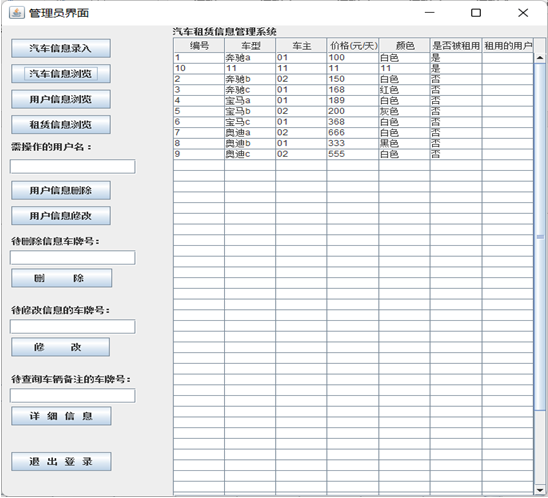 管理员界面
汽车信息录入
汽车信息浏览
用户信息浏览
租赁信息浏览
需操作的用户名：
用户信息删除
用户信息修改
待删除信息车牌号：
删 除
待修改信息的车牌号：
修 改
待查询车辆备注的车牌号：
详 细 信 息
退 出 登 录
汽车租赁信息管理系统
编号 车型 车主 价格(元/天) 颜色 是否被租用 租用的用户
1 奔驰a 01 100 白色 是
10 11 11 11 11 是
2 奔驰b 02 150 白色 否
3 奔驰c 01 168 红色 否
4 宝马a 01 189 白色 否
5 宝马b 02 200 灰色 否
6 宝马c 01 368 白色 否
7 奥迪a 02 666 白色 否
8 奥迪b 01 333 黑色 否
9 奥迪c 02 555 白色 否